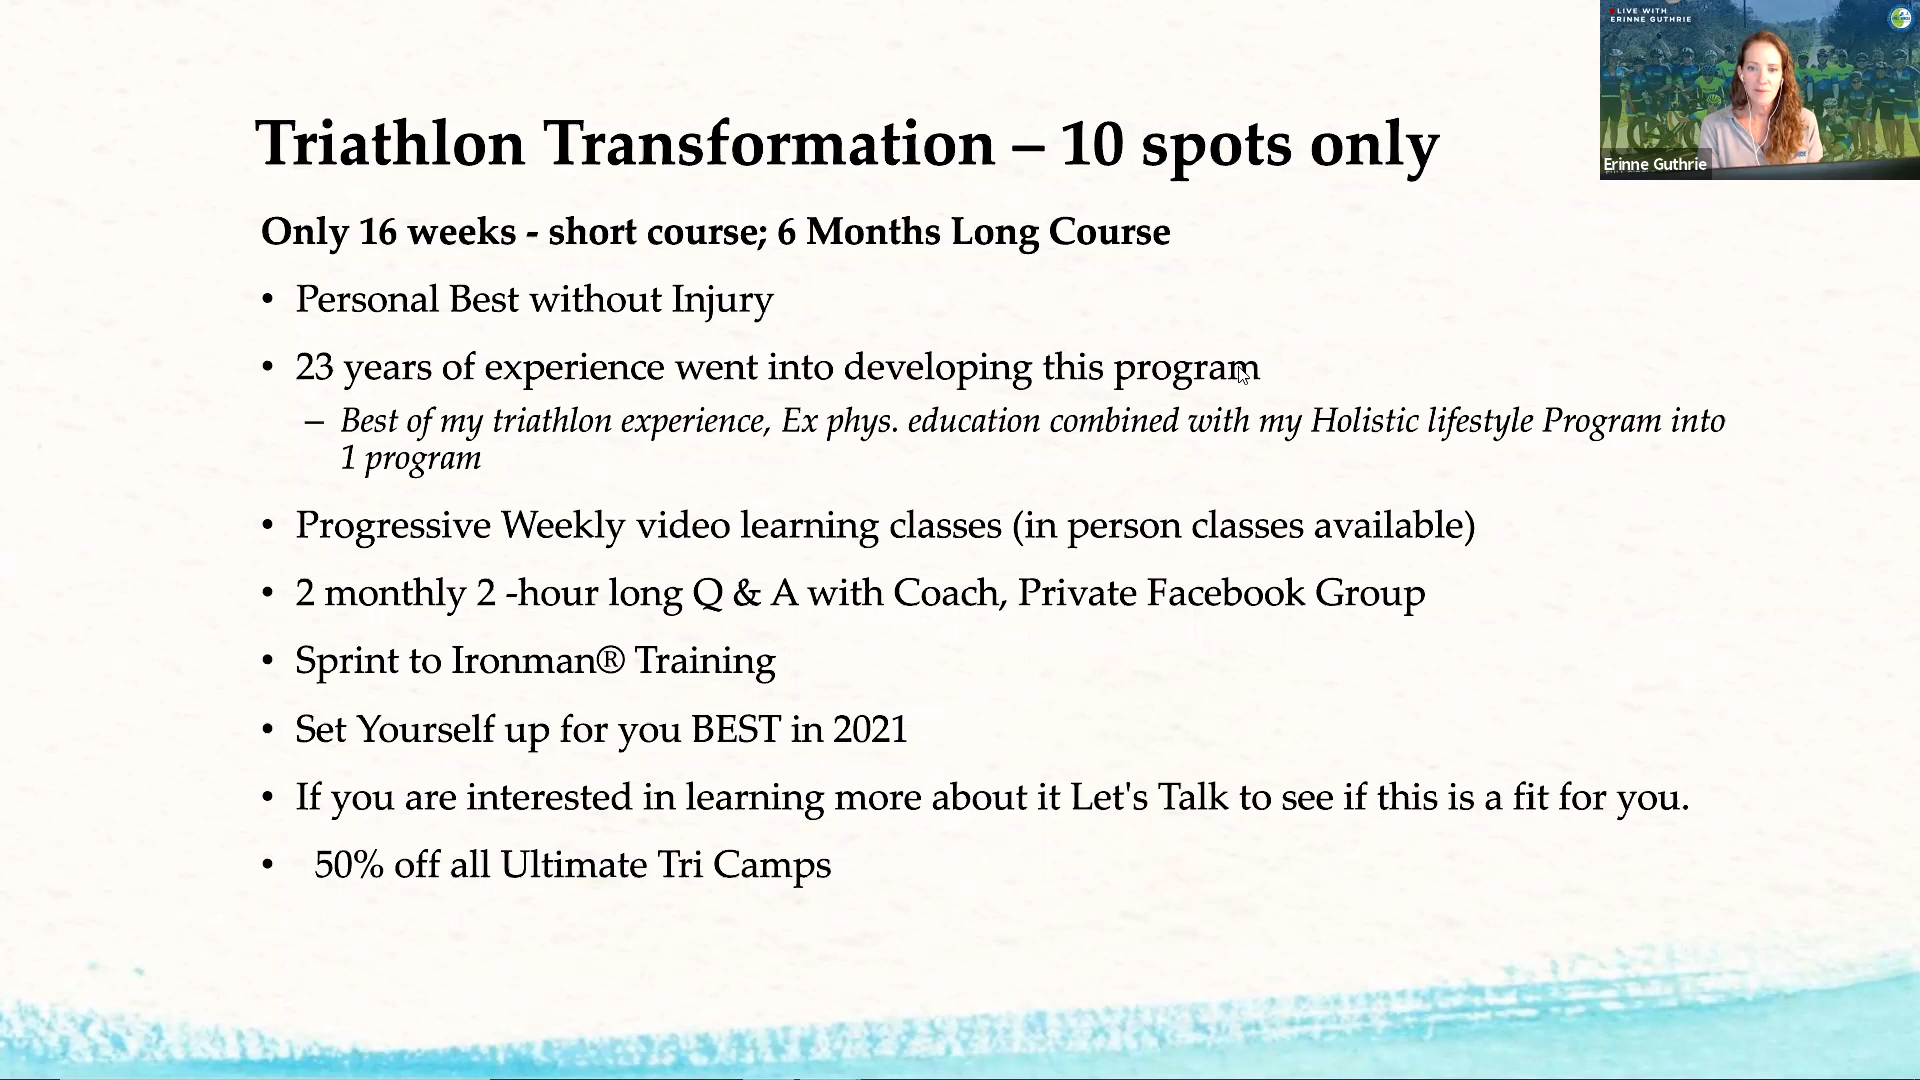 LIVE WITH
ERINNE GUTHRIE
Erinne Guthrie
Triathlon Transformation – 10 spots only
Only 16 weeks - short course; 6 Months Long Course
• Personal Best without Injury
• 23 years of experience went into developing this program
– Best of my triathlon experience, Ex phys. education combined with my Holistic lifestyle Program into
1 program
• Progressive Weekly video learning classes (in person classes available)
• 2 monthly 2 -hour long Q & A with Coach, Private Facebook Group
• Sprint to Ironman® Training
• Set Yourself up for you BEST in 2021
• If you are interested in learning more about it Let's Talk to see if this is a fit for you.
• 50% off all Ultimate Tri Camps